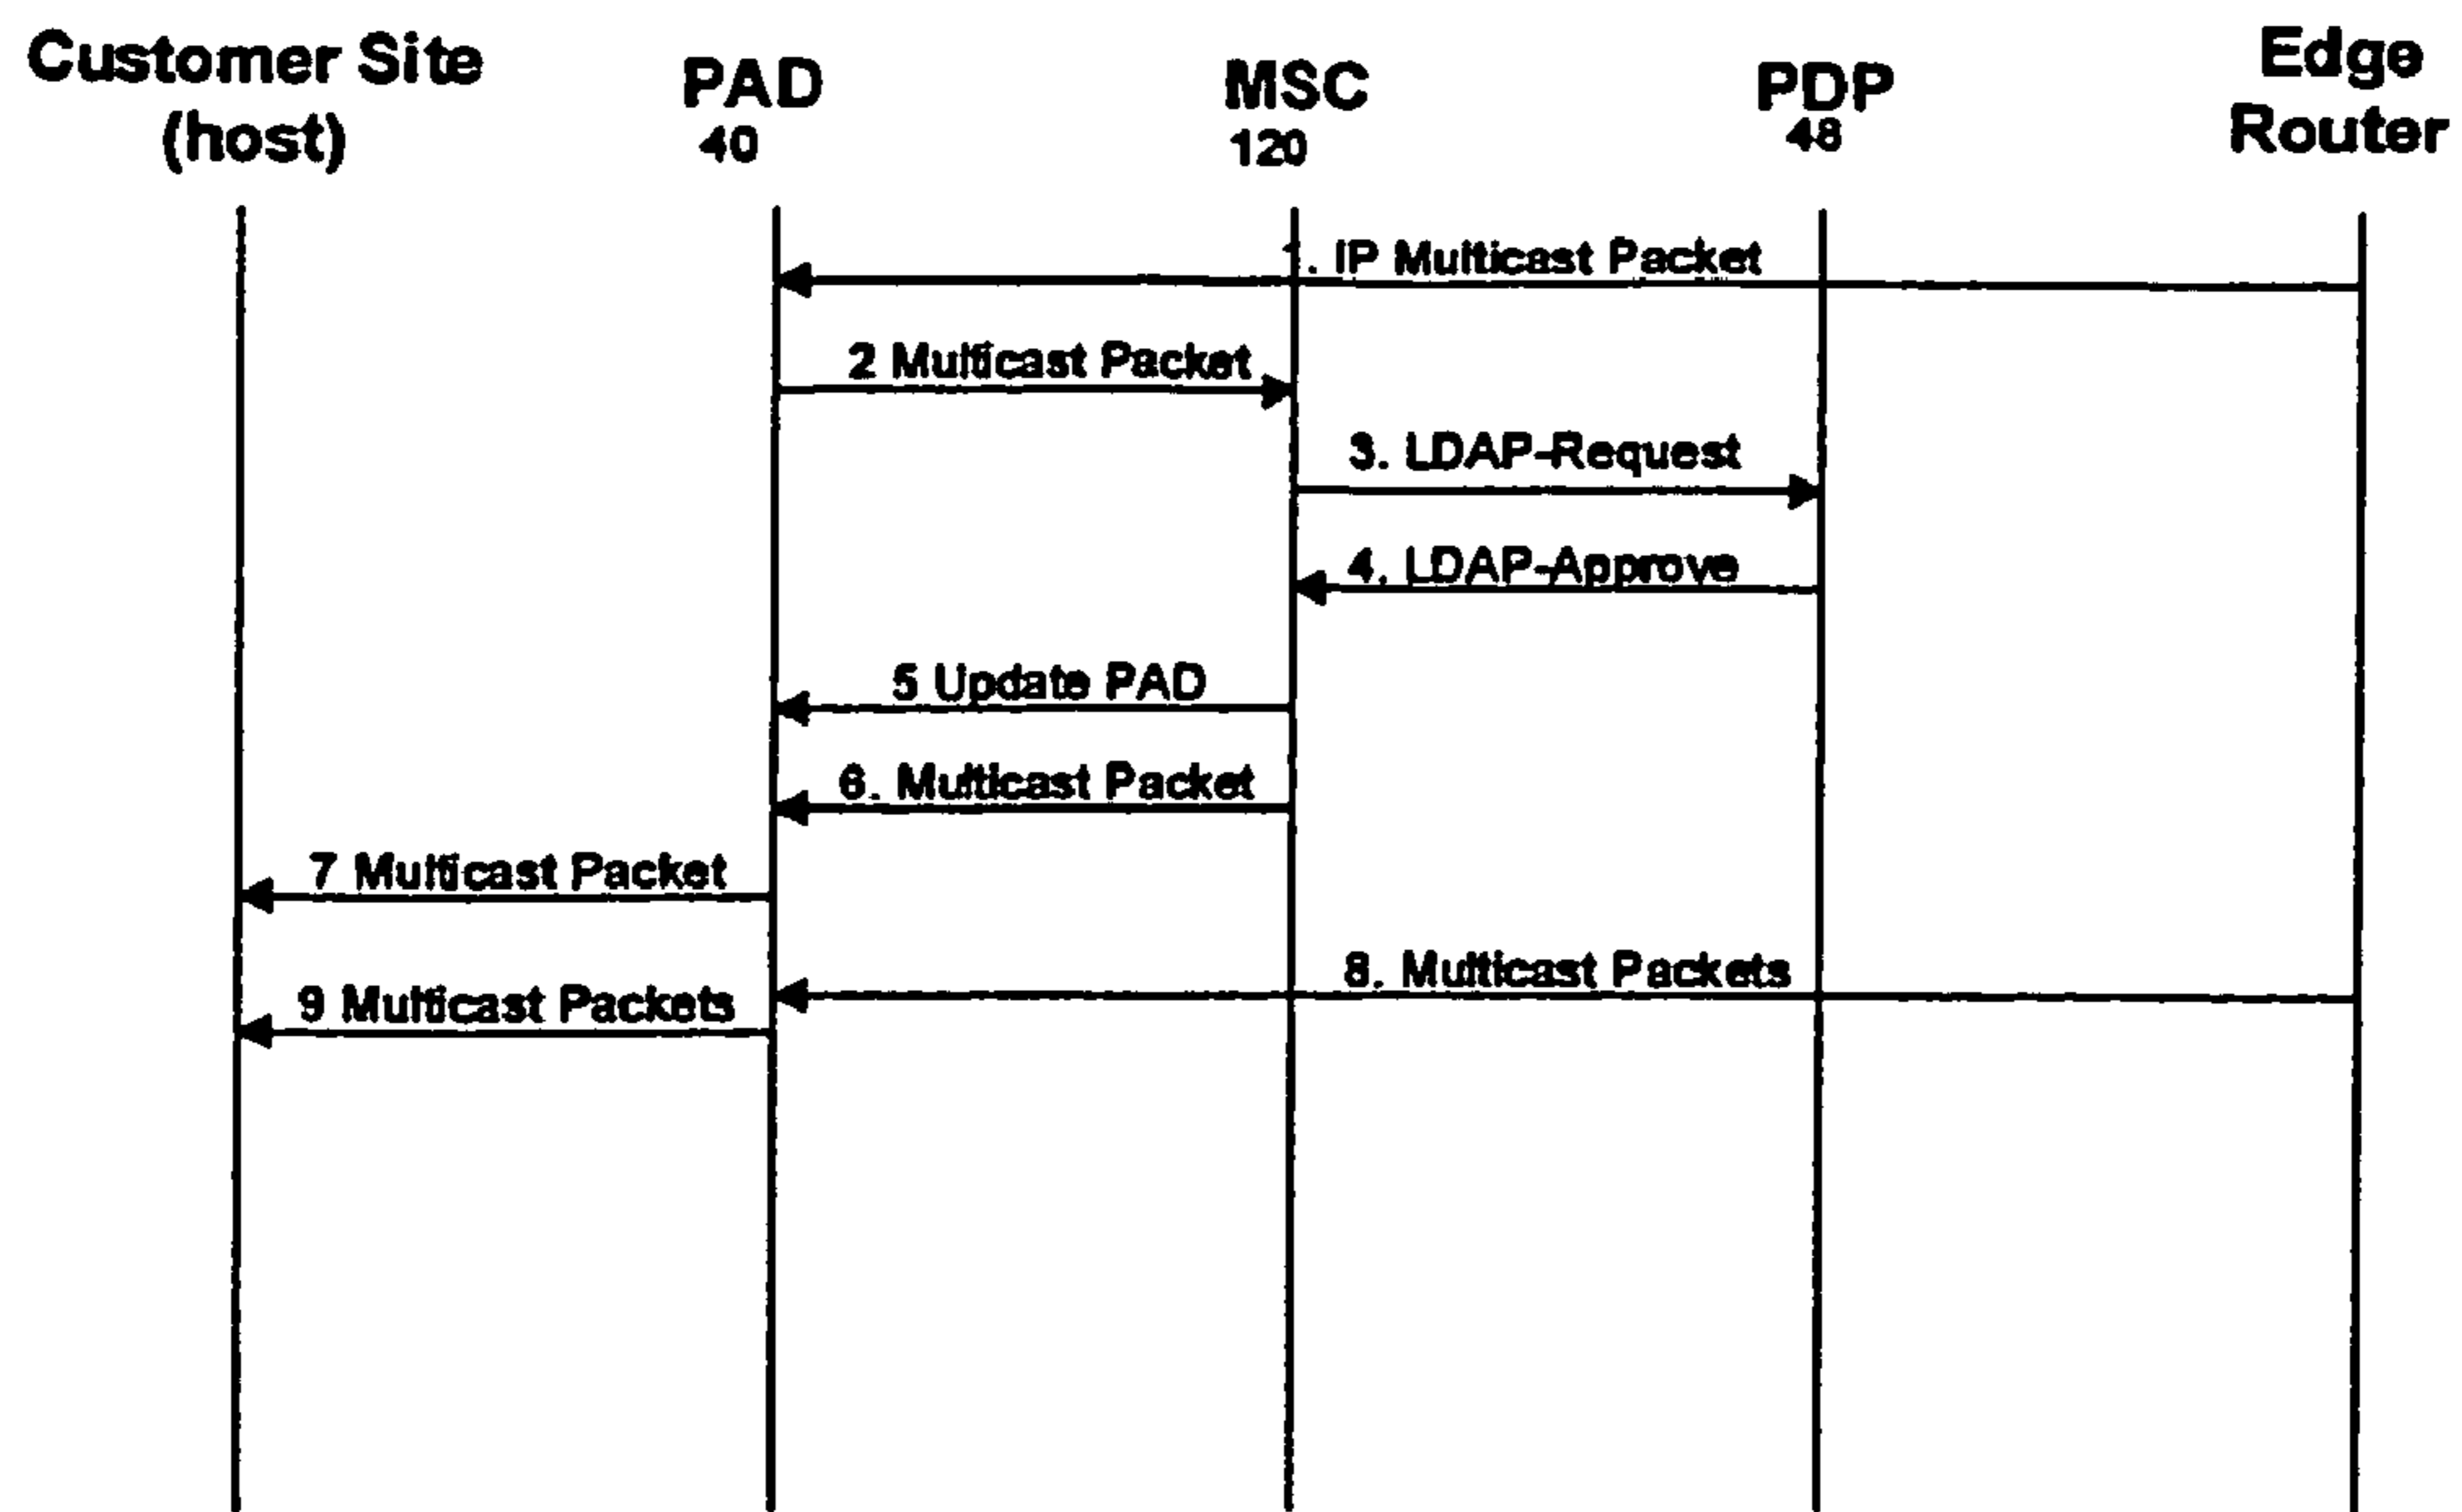 Customer Site
(host)
PAD
40
MSC
120
PDP
48
Edge
Router
1. IP Multicast Packet
2 Multicast Packet
3. LDAP-Request
4. LDAP-Approve
5 Update PAD
6. Multicast Packet
7 Multicast Packet
8. Multicast Packets
9 Multicast Packets